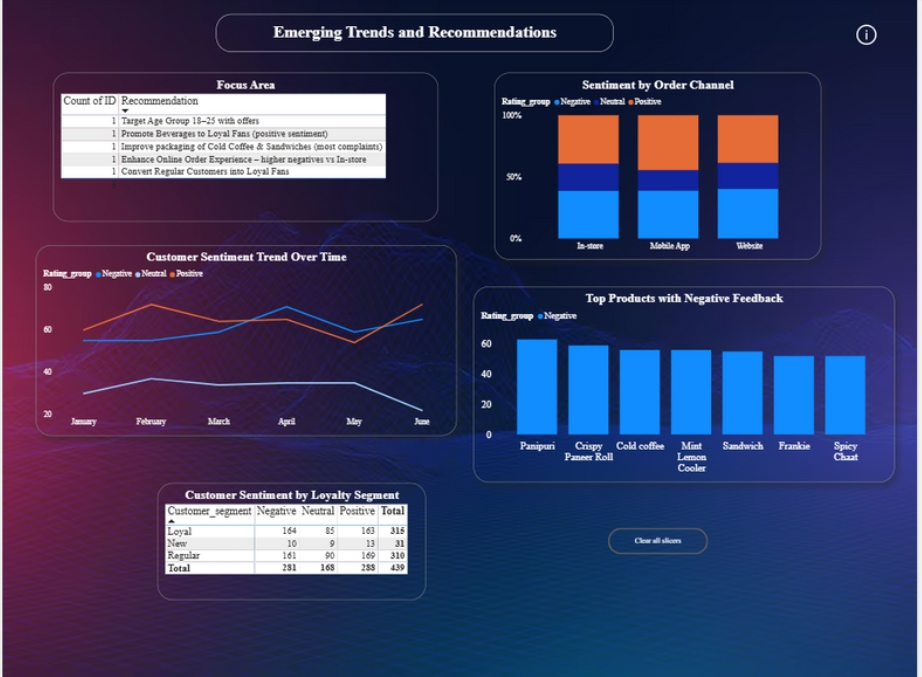 Emerging Trends and Recommendations
i
Focus Area
Count of ID Recommendation
1 Target Age Group 18–25 with offers
1 Promote Beverages to Loyal Fans (positive sentiment)
1 Improve packaging of Cold Coffee & Sandwiches (most complaints)
1 Enhance Online Order Experience – higher negatives vs In-store
1 Convert Regular Customers into Loyal Fans
Sentiment by Order Channel
Rating_group Negative Neutral Positive
100%
50%
0%
In-store Mobile App Website
Customer Sentiment Trend Over Time
Rating_group Negative Neutral Positive
80
60
40
20
January February March April May June
Top Products with Negative Feedback
Rating_group Negative
60
40
20
0
Panipuri Crispy Paneer Roll Cold coffee Mint Lemon Cooler Sandwich Frankie Spicy Chaat
Customer Sentiment by Loyalty Segment
Customer_segment Negative Neutral Positive Total
Loyal 164 85 163 315
New 10 9 13 31
Regular 161 90 169 310
Total 281 168 288 439
Clear all slicers